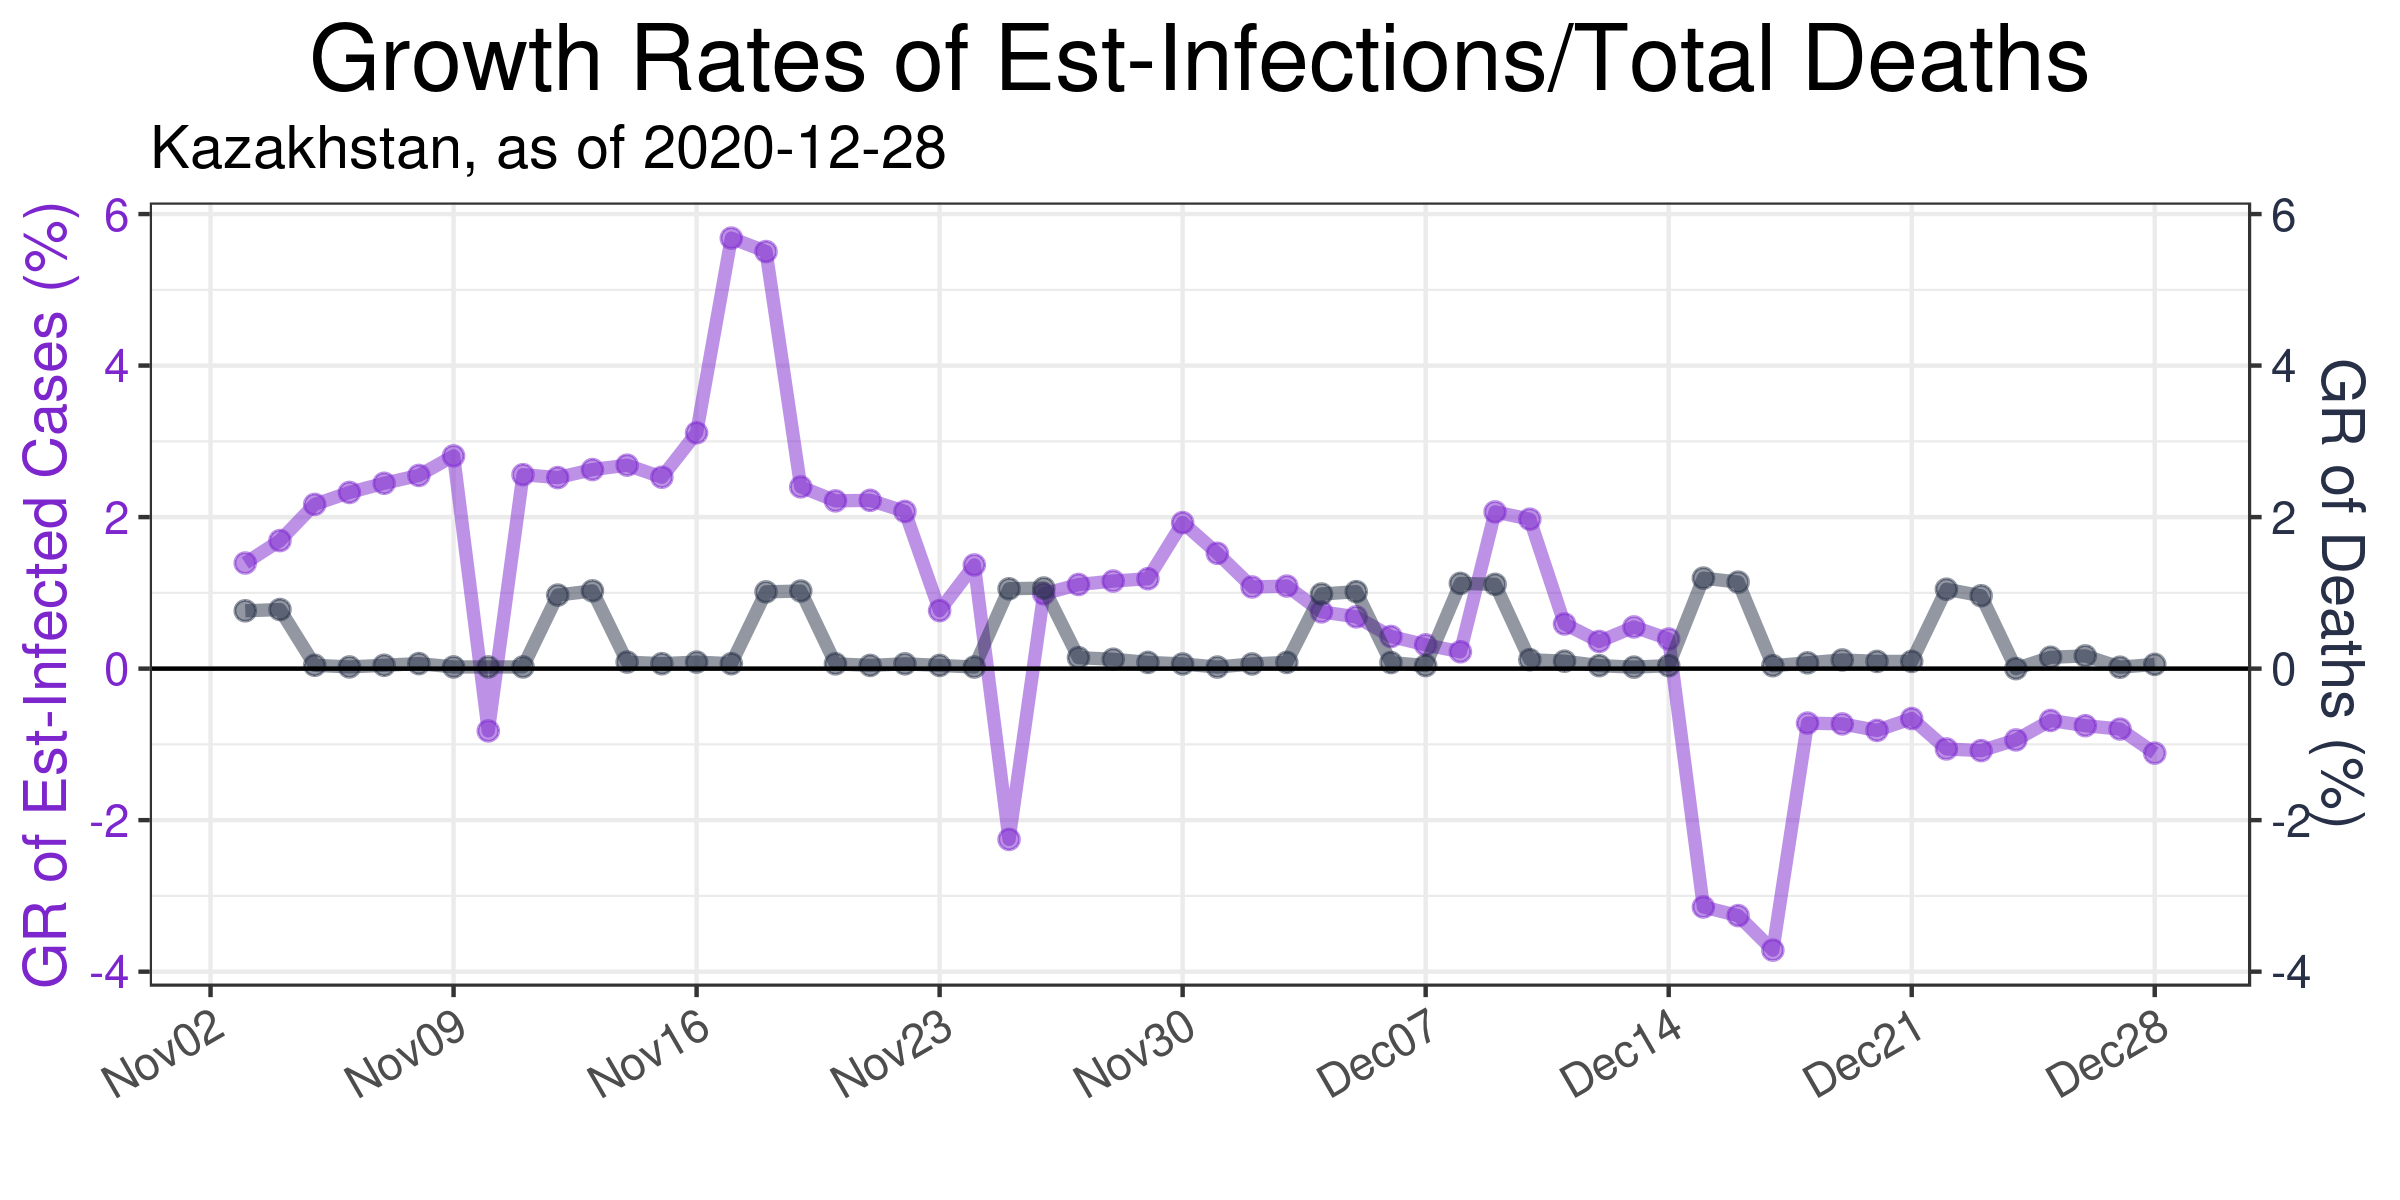 Growth Rates of Est-Infections/Total Deaths
Kazakhstan, as of 2020-12-28
GR of Est-Infected Cases (%)
6
4
2
0
-2
-4
6
4
2
0
-2
-4
GR of Deaths (%)
Nov02
Nov09
Nov16
Nov23
Nov30
Dec07
Dec14
Dec21
Dec28